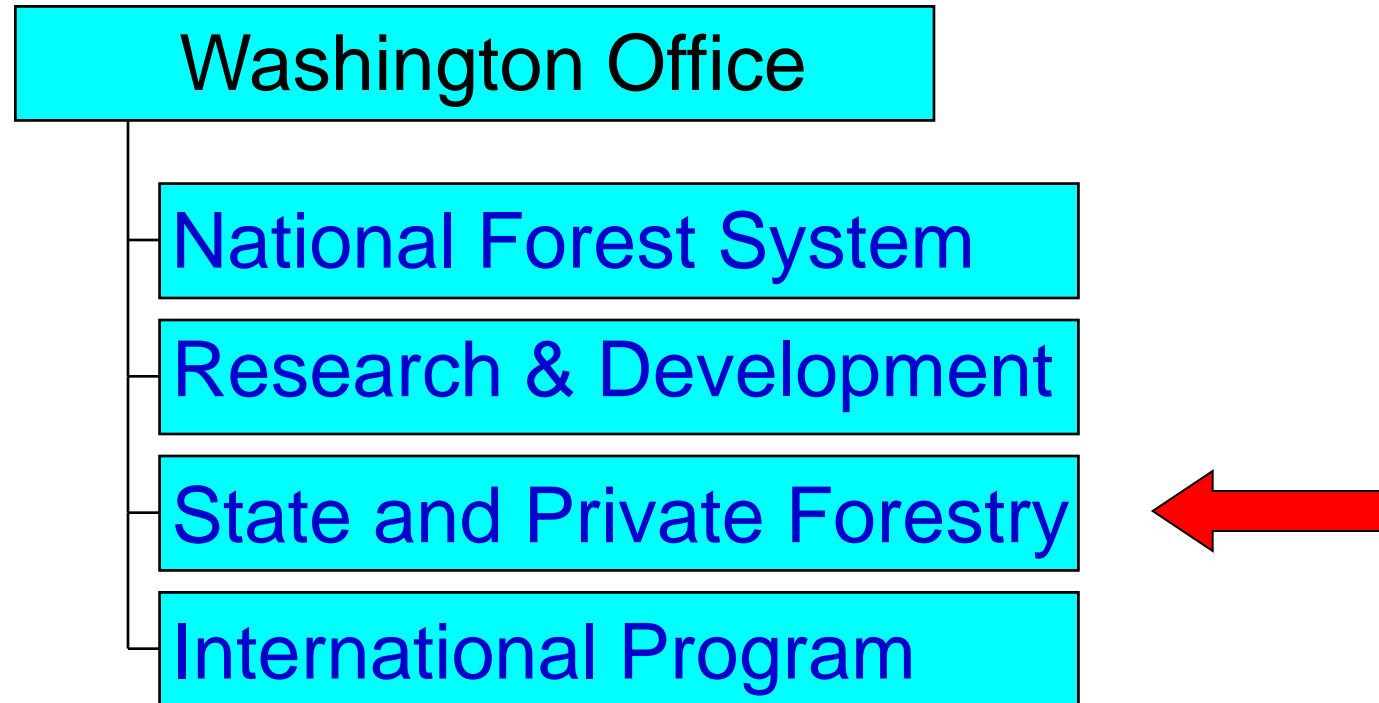 Washington Office
National Forest System
Research & Development
State and Private Forestry
International Program